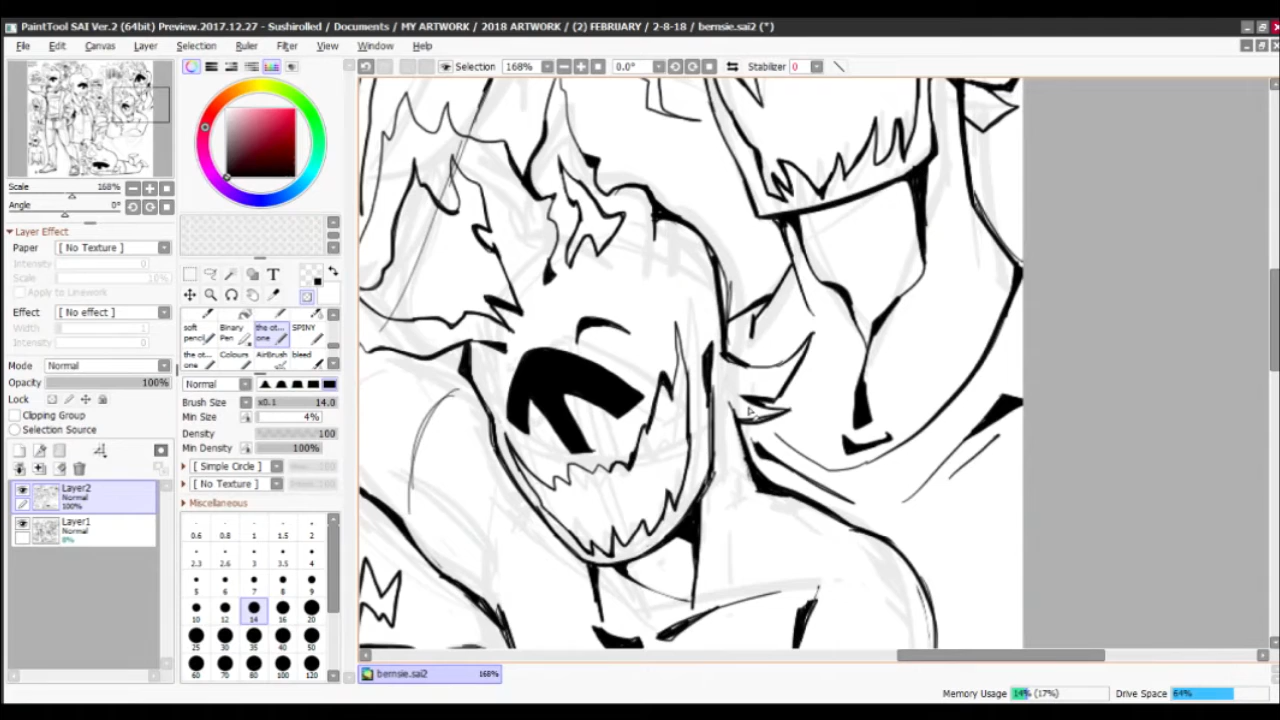 PaintTool SAI Ver.2 (64bit) Preview.2017.12.27 - Sushirolled / Documents / MY ARTWORK / 2018 ARTWORK / (2) FEBRUARY / 2-8-18 / bernsie.sai2 (*)
File Edit Canvas Layer Selection Ruler Filter View Window Help
Selection 168% 0.0° Stabilizer 0
Scale 168%
Angle 0°
Layer Effect
Paper [ No Texture ]
Intensity 0
Scale 10%
Apply to Linework
Effect [ No effect ]
Width 1
Intensity 0
Mode Normal
Opacity 100%
Lock
Clipping Group
Selection Source
Layer2
Normal
100%
Layer1
Normal
8%
T
soft pencil Binary Pen the ot... one SPINY
the ot... one Colours AirBrush bleed
Normal
Brush Size x0.1 14.0
Min Size 4%
Density 100
Min Density 100%
[ Simple Circle ]
[ No Texture ]
Miscellaneous
0.6 0.8 1 1.5 2
2.3 2.6 3 3.5 4
5 6 7 8 9
10 12 14 16 20
25 30 35 40 50
60 70 80 100 120
bernsie.sai2 168%
Memory Usage 14% (17%) Drive Space 64%